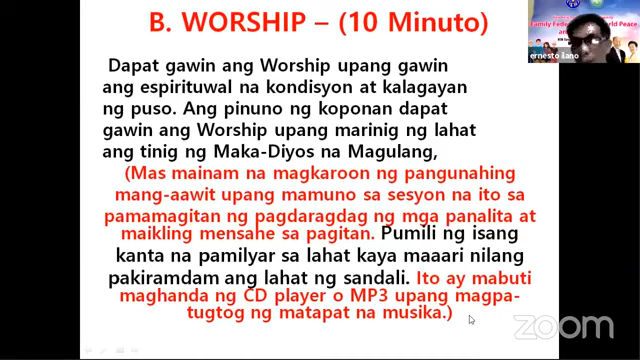 B. WORSHIP – (10 Minuto)
Family Fede
ld Peace
ernesto ilano
Dapat gawin ang Worship upang gawin
ang espirituwal na kondisyon at kalagayan
ng puso. Ang pinuno ng koponan dapat
gawin ang Worship upang marinig ng lahat
ang tinig ng Maka-Diyos na Magulang,
(Mas mainam na magkaroon ng pangunahing
mang-aawit upang mamuno sa sesyon na ito sa
pamamagitan ng pagdaragdag ng mga panalita at
maikling mensahe sa pagitan. Pumili ng isang
kanta na pamilyar sa lahat kaya maaari nilang
pakiramdam ang lahat ng sandali. Ito ay mabuti
maghanda ng CD player o MP3 upang magpa-
tugtog ng matapat na musika.)
zoom